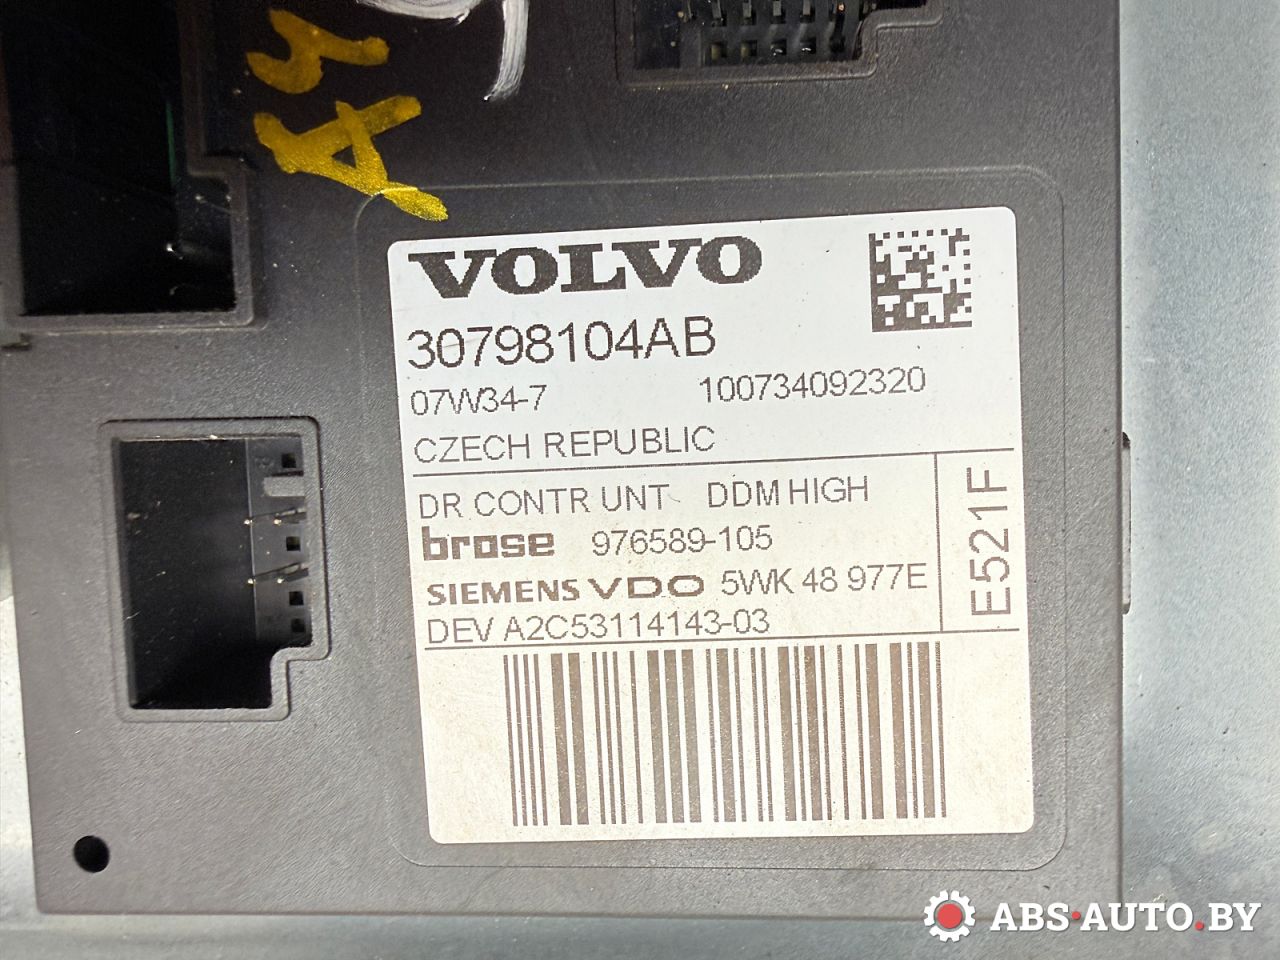 A4
VOLVO
30798104AB
07W34-7 100734092320
CZECH REPUBLIC
DR CONTR UNT DDM HIGH
brose 976589-105
SIEMENS VDO 5WK 48 977E
DEV A2C53114143-03
E521F
ABS·AUTO.BY